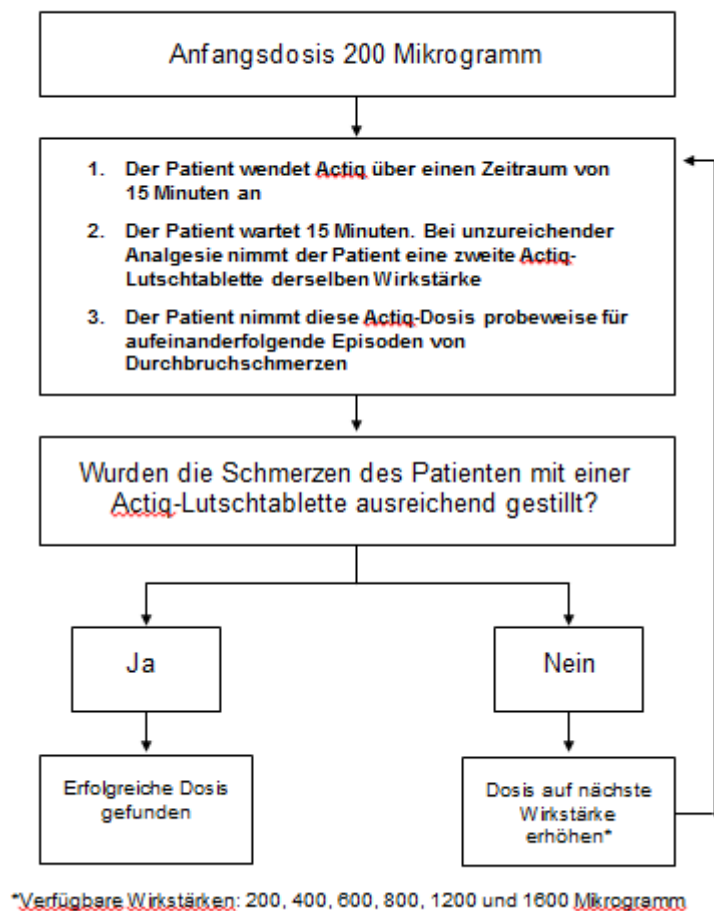 Anfangsdosis 200 Mikrogramm
1. Der Patient wendet Actiq über einen Zeitraum von
15 Minuten an
2. Der Patient wartet 15 Minuten. Bei unzureichender
Analgesie nimmt der Patient eine zweite Actiq-
Lutschtablette derselben Wirkstärke
3. Der Patient nimmt diese Actiq-Dosis probeweise für
aufeinanderfolgende Episoden von
Durchbruchschmerzen
Wurden die Schmerzen des Patienten mit einer
Actiq-Lutschtablette ausreichend gestillt?
Ja
Nein
Erfolgreiche Dosis
gefunden
Dosis auf nächste
Wirkstärke
erhöhen*
*Verfügbare Wirkstärken: 200, 400, 600, 800, 1200 und 1600 Mikrogramm